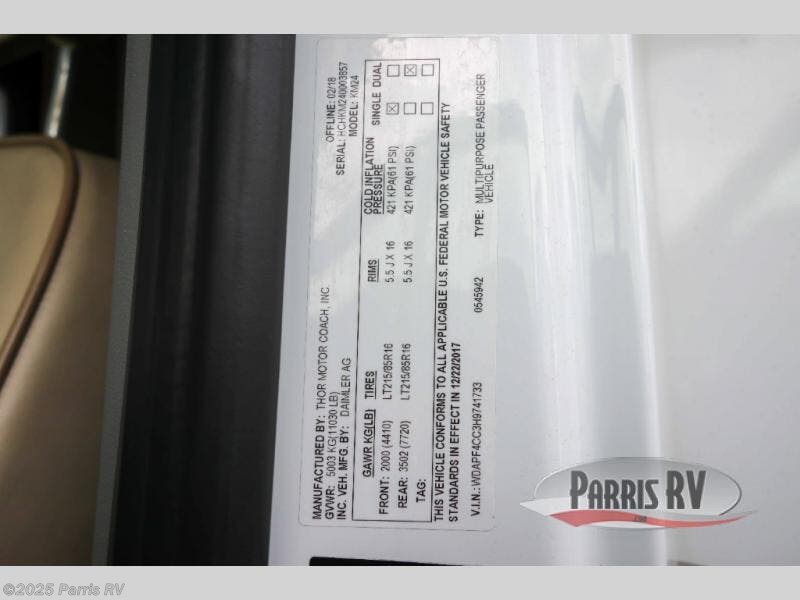 MANUFACTURED BY: THOR MOTOR COACH, INC.
OFFLINE: 02/18
GVWR: 5003 KG(11030 LB)
SERIAL: HCHKM240003857
INC. VEH. MFG. BY: DAIMLER AG
MODEL: KM24
GAWR KG(LB) TIRES RIMS COLD INFLATION PRESSURE SINGLE DUAL
FRONT: 2000 (4410) LT215/85R16 5.5 J X 16 421 KPA(61 PSI) ☒ ☐
REAR: 3502 (7720) LT215/85R16 5.5 J X 16 421 KPA(61 PSI) ☐ ☒
TAG: ☐ ☐
THIS VEHICLE CONFORMS TO ALL APPLICABLE U.S. FEDERAL MOTOR VEHICLE SAFETY
STANDARDS IN EFFECT IN 12/22/2017
V.I.N.: WDAPF4CC3H9741733 0545942 TYPE: MULTIPURPOSE PASSENGER
VEHICLE
PARRIS RV
©2025 Parris RV